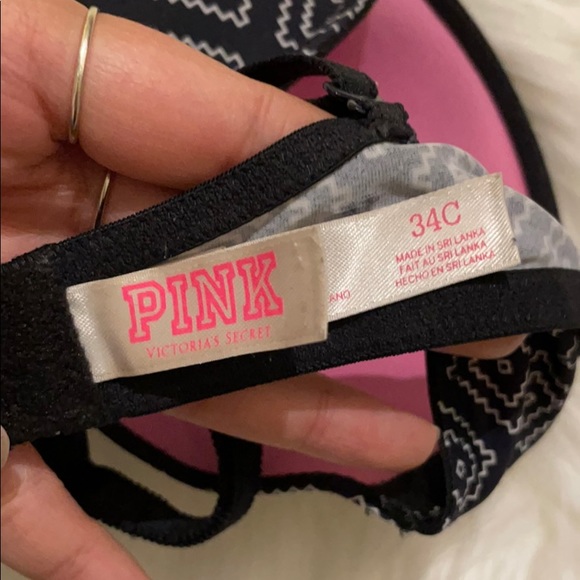 PINK
VICTORIA'S SECRET
34C
MADE IN SRI LANKA
FAIT AU SRI LANKA
HECHO EN SRI LANKA